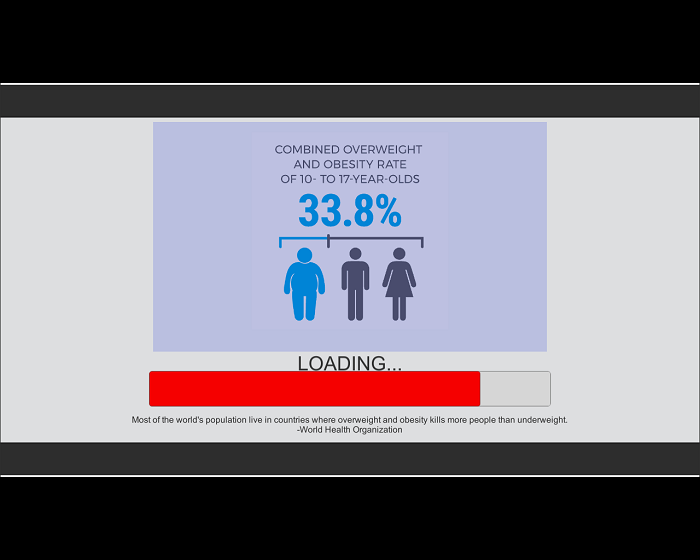 COMBINED OVERWEIGHT
AND OBESITY RATE
OF 10- TO 17-YEAR-OLDS
33.8%
LOADING...
Most of the world's population live in countries where overweight and obesity kills more people than underweight.
-World Health Organization